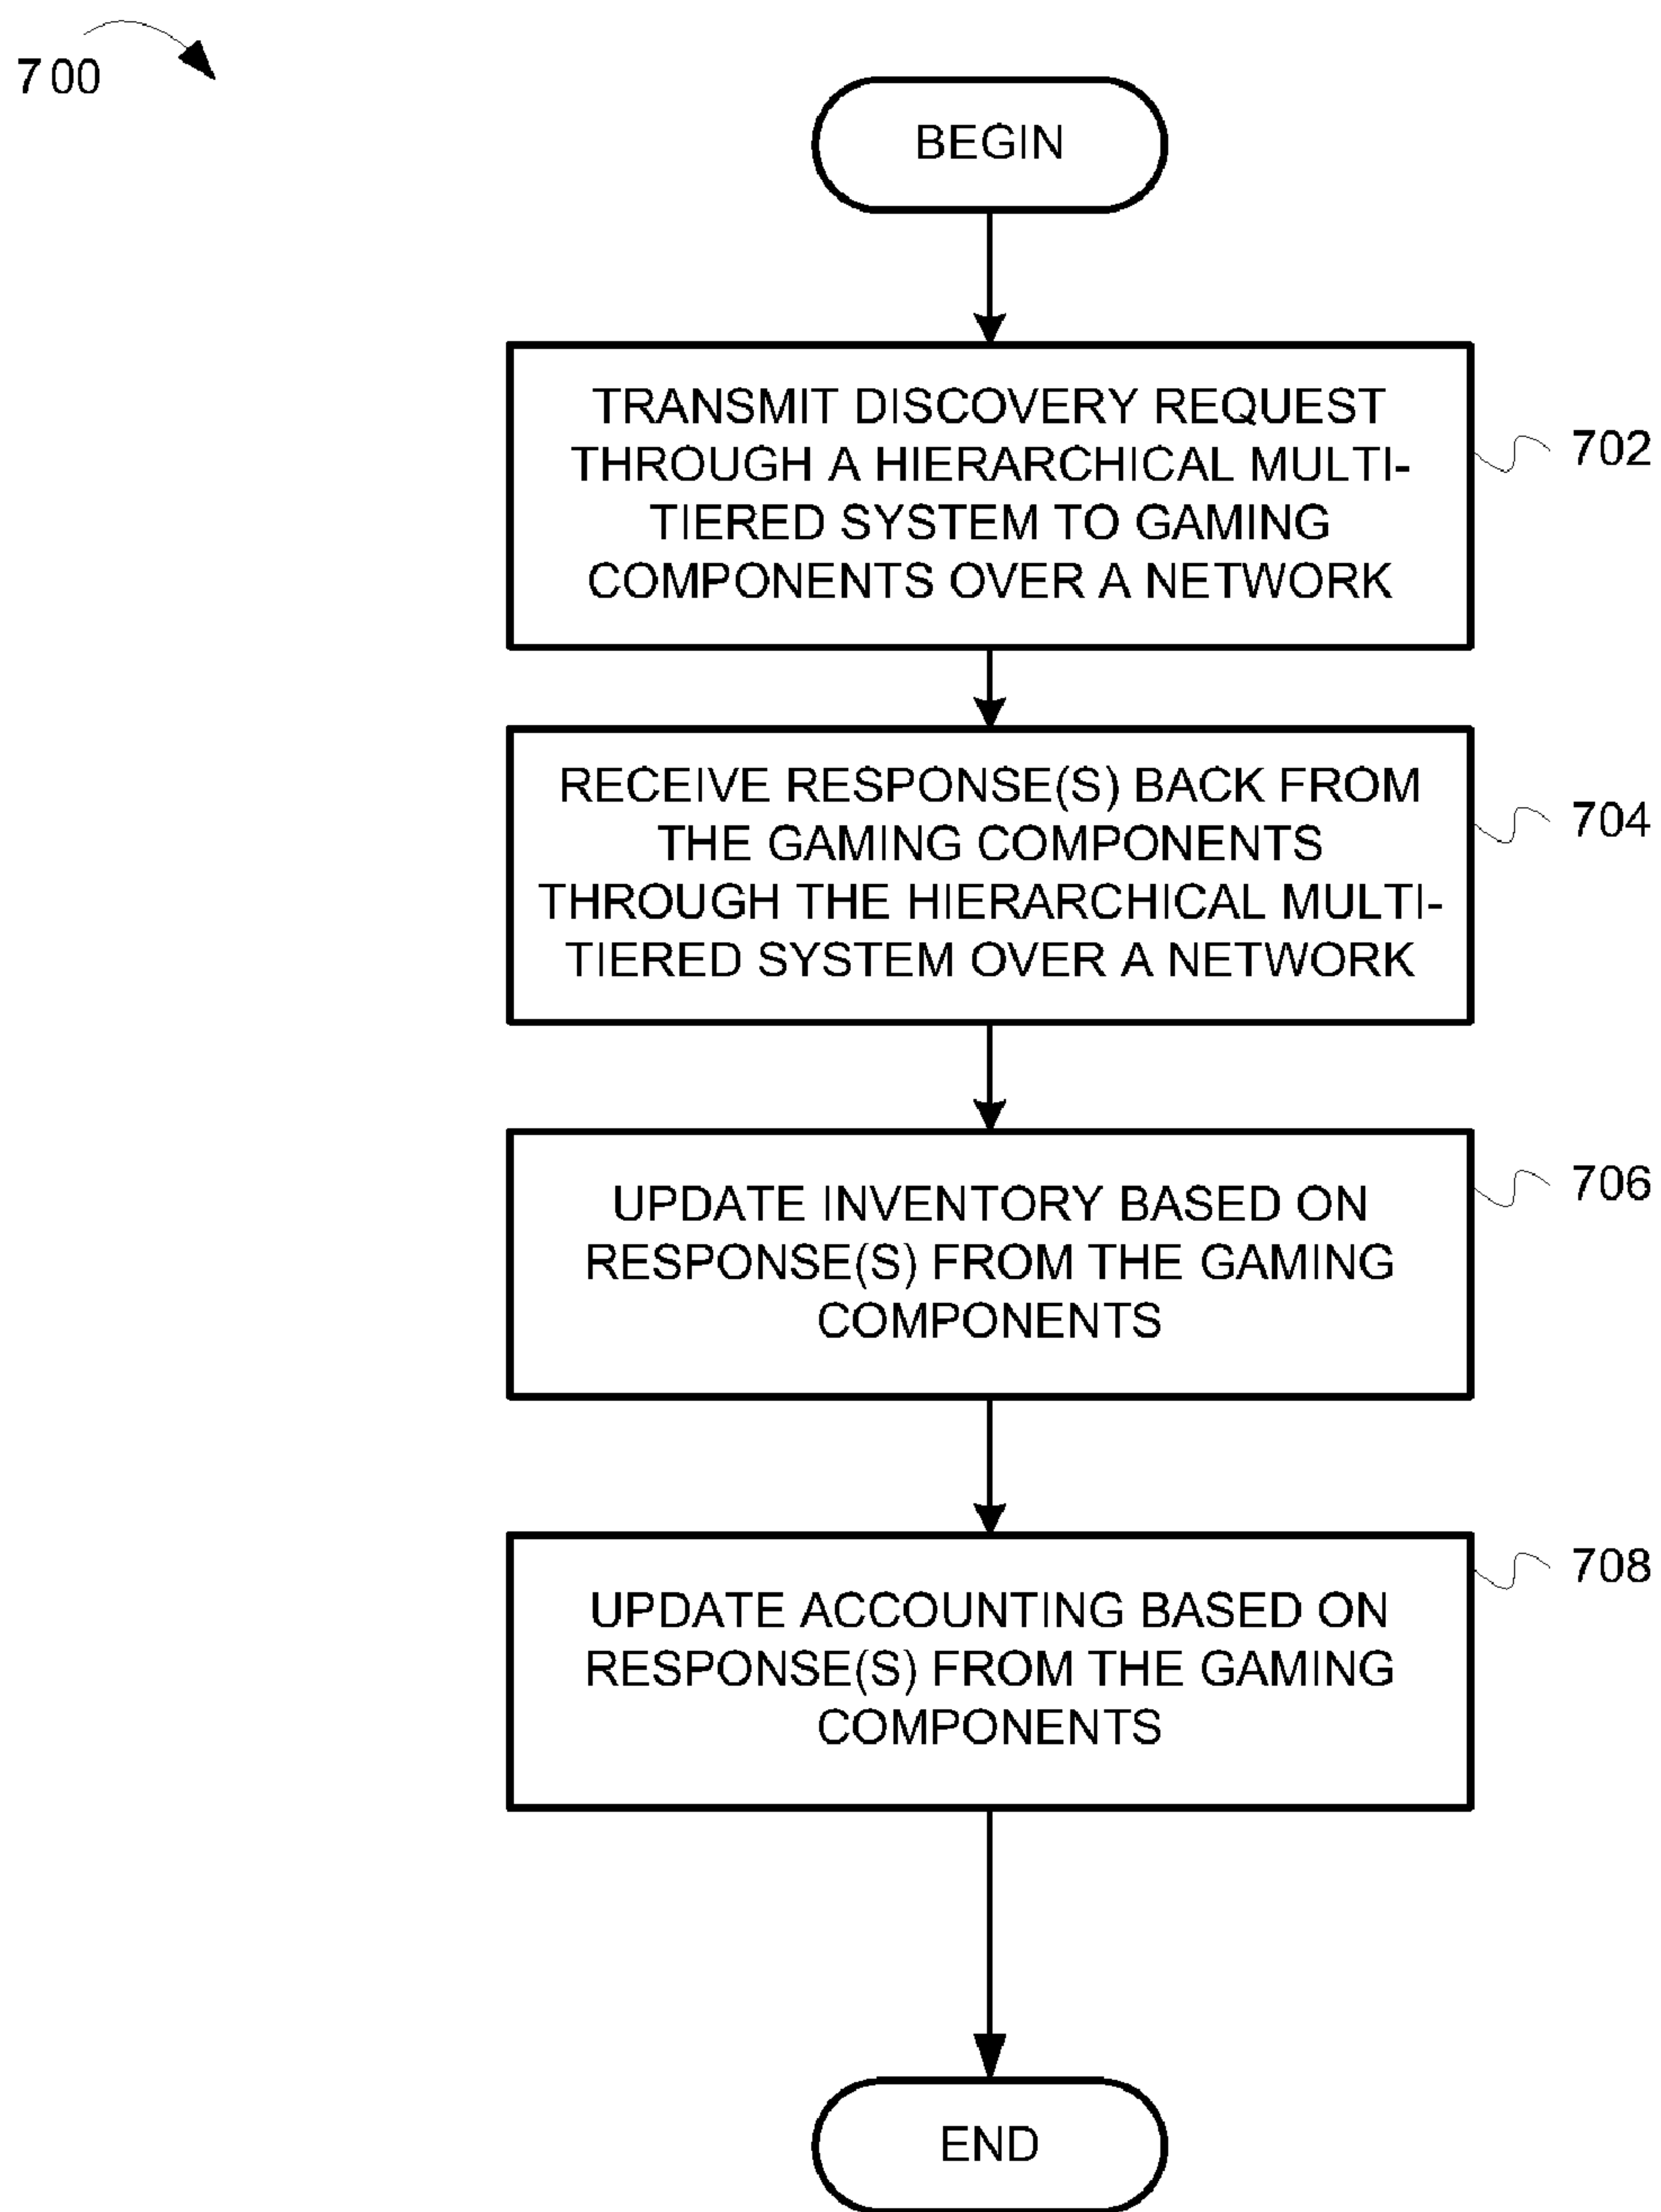 700
BEGIN
TRANSMIT DISCOVERY REQUEST
THROUGH A HIERARCHICAL MULTI-
TIERED SYSTEM TO GAMING
COMPONENTS OVER A NETWORK
702
RECEIVE RESPONSE(S) BACK FROM
THE GAMING COMPONENTS
THROUGH THE HIERARCHICAL MULTI-
TIERED SYSTEM OVER A NETWORK
704
UPDATE INVENTORY BASED ON
RESPONSE(S) FROM THE GAMING
COMPONENTS
706
UPDATE ACCOUNTING BASED ON
RESPONSE(S) FROM THE GAMING
COMPONENTS
708
END